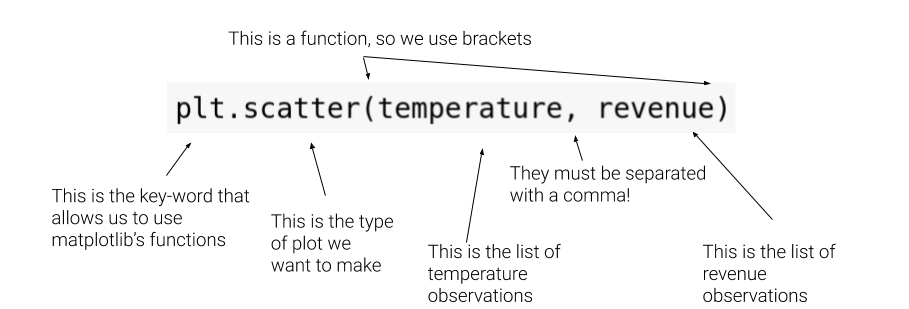 This is a function, so we use brackets
plt.scatter(temperature, revenue)
This is the key-word that
allows us to use
matplotlib's functions
This is the type
of plot we
want to make
This is the list of
temperature
observations
They must be separated
with a comma!
This is the list of
revenue
observations